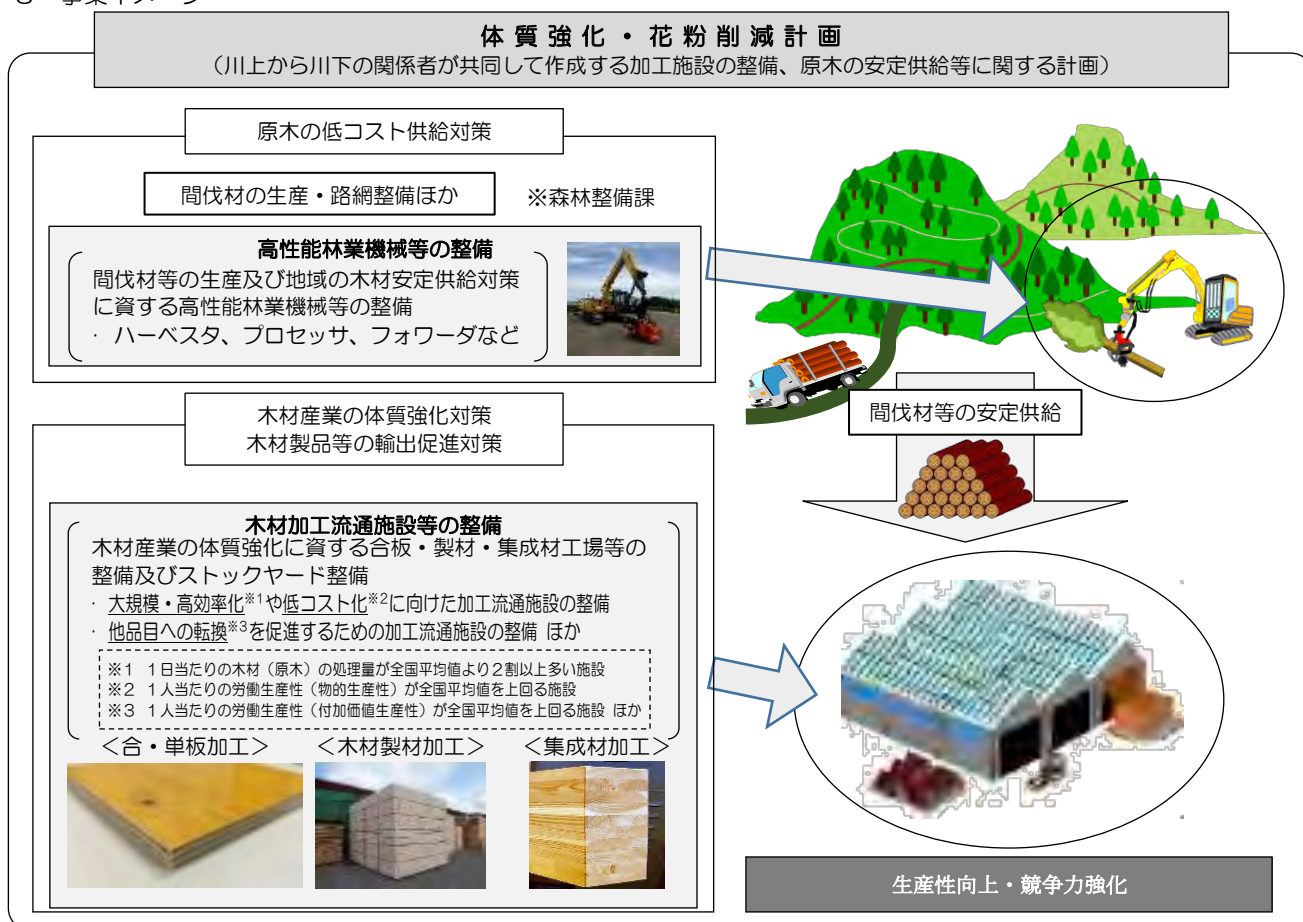 体質強化・花粉削減計画
（川上から川下の関係者が共同して作成する加工施設の整備、原木の安定供給等に関する計画）
原木の低コスト供給対策
間伐材の生産・路網整備ほか
※森林整備課
高性能林業機械等の整備
間伐材等の生産及び地域の木材安定供給対策
に資する高性能林業機械等の整備
・ ハーベスタ、プロセッサ、フォワーダなど
間伐材等の安定供給
木材産業の体質強化対策
木材製品等の輸出促進対策
木材加工流通施設等の整備
木材産業の体質強化に資する合板・製材・集成材工場等の
整備及びストックヤード整備
・ 大規模・高効率化※1や低コスト化※2に向けた加工流通施設の整備
・ 他品目への転換※3を促進するための加工流通施設の整備 ほか
※１ １日当たりの木材（原木）の処理量が全国平均値より２割以上多い施設
※２ １人当たりの労働生産性（物的生産性）が全国平均値を上回る施設
※３ １人当たりの労働生産性（付加価値生産性）が全国平均値を上回る施設 ほか
＜合・単板加工＞ ＜木材製材加工＞ ＜集成材加工＞
生産性向上・競争力強化